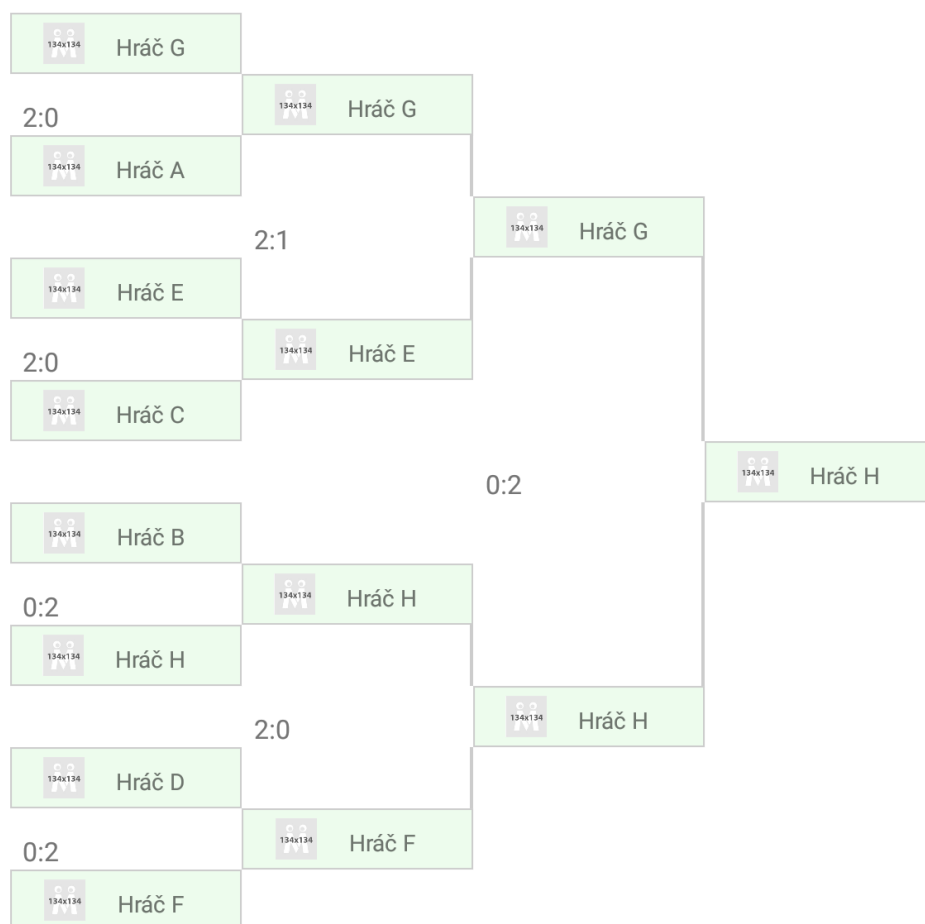 134x134 Hráč G
134x134 Hráč G
2:0
134x134 Hráč A
134x134 Hráč G
2:1
134x134 Hráč E
134x134 Hráč E
2:0
134x134 Hráč C
134x134 Hráč H
0:2
134x134 Hráč B
134x134 Hráč H
0:2
134x134 Hráč H
134x134 Hráč H
2:0
134x134 Hráč D
134x134 Hráč F
0:2
134x134 Hráč F